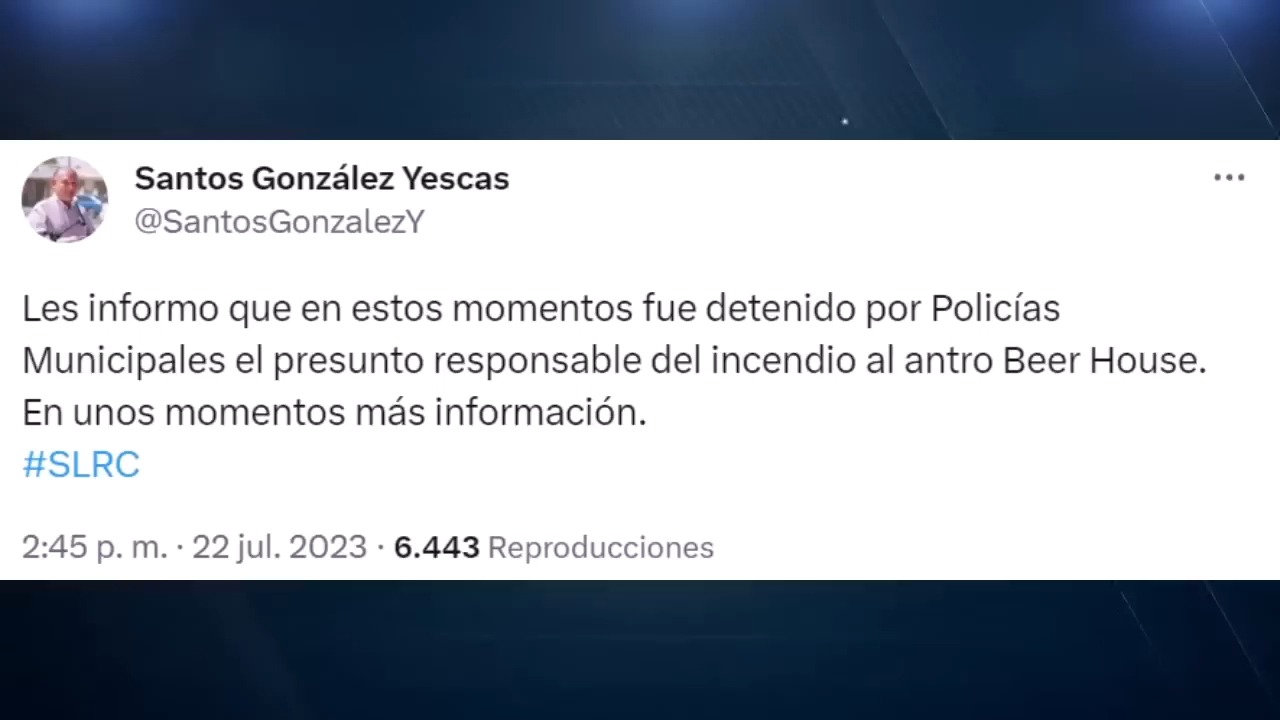 Santos González Yescas
@SantosGonzalezY
Les informo que en estos momentos fue detenido por Policías
Municipales el presunto responsable del incendio al antro Beer House.
En unos momentos más información.
#SLRC
2:45 p. m. · 22 jul. 2023 · 6.443 Reproducciones